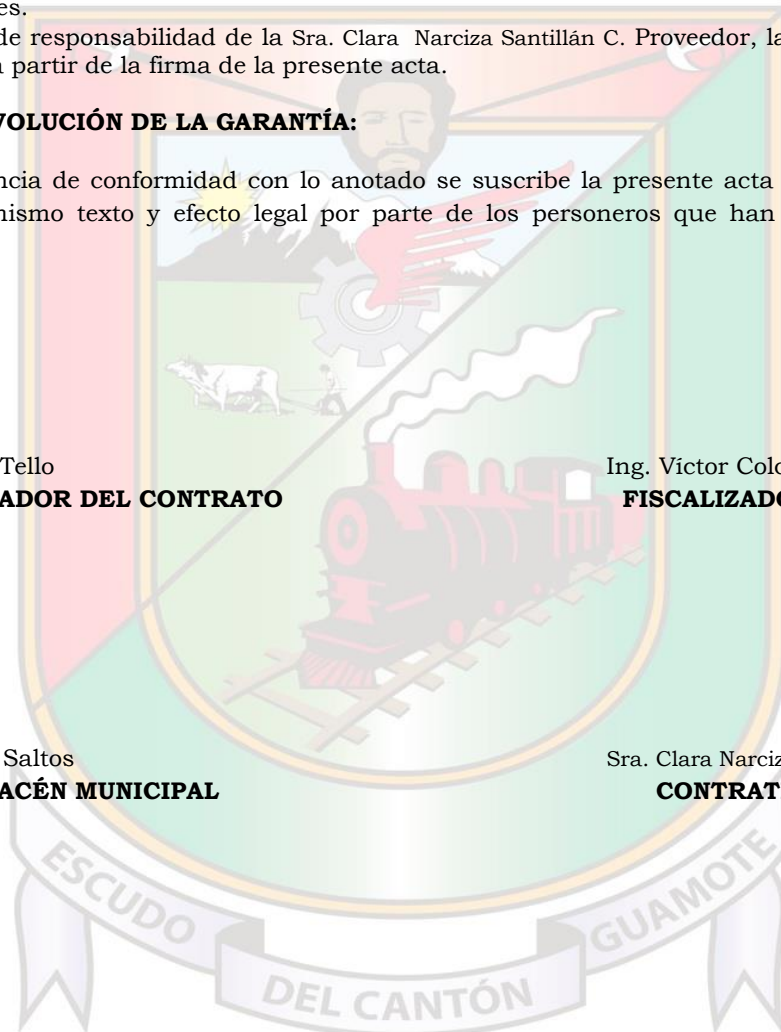 es.
de responsabilidad de la Sra. Clara Narciza Santillán C. Proveedor, la
partir de la firma de la presente acta.
VOLUCIÓN DE LA GARANTÍA:
ncia de conformidad con lo anotado se suscribe la presente acta
nismo texto y efecto legal por parte de los personeros que han
Tello
Ing. Víctor Colo
ADOR DEL CONTRATO
FISCALIZADO
Saltos
Sra. Clara Narciz
ACÉN MUNICIPAL
CONTRAT
ESCUDO
DEL CANTÓN
GUAMOTE